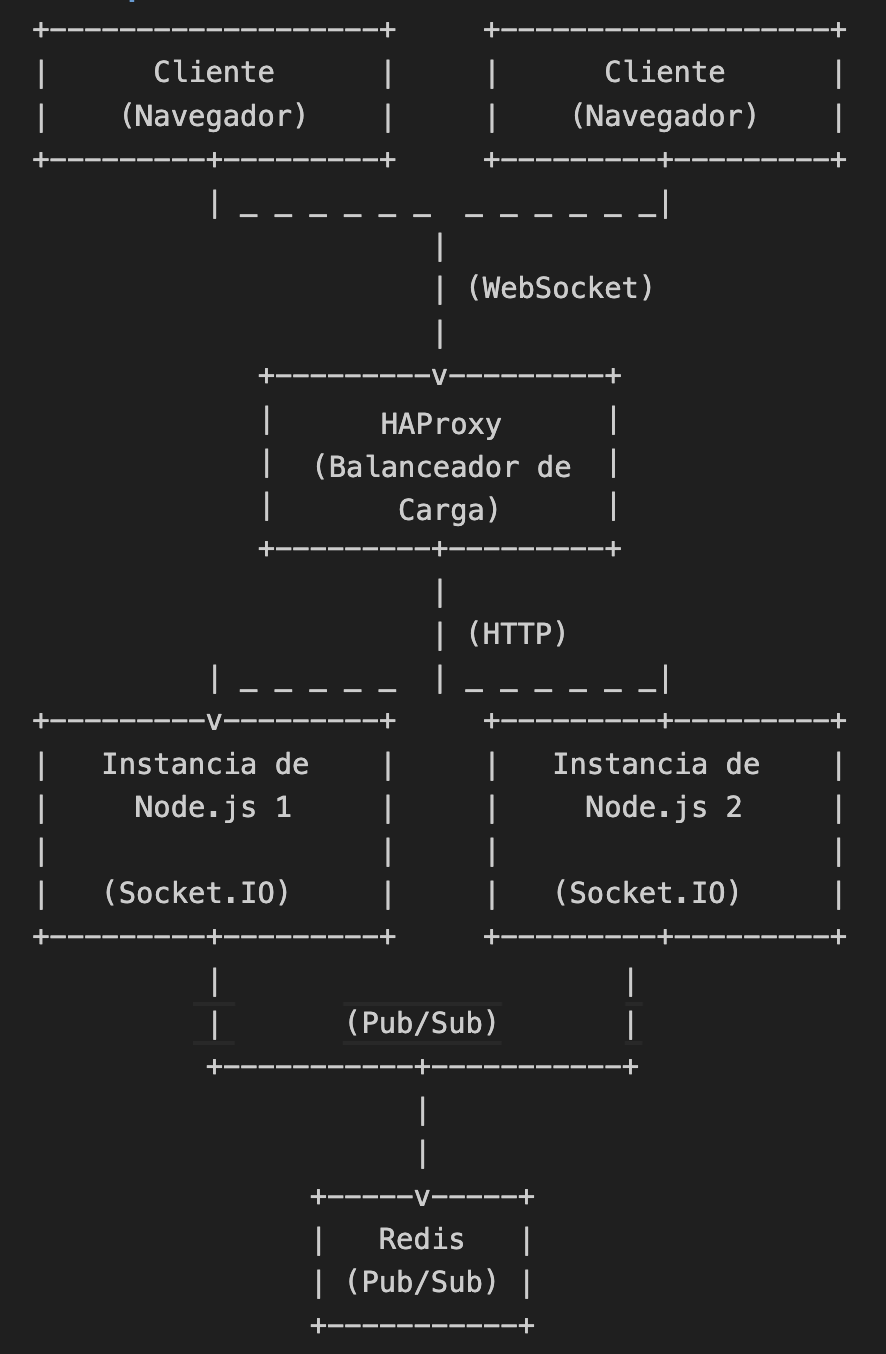 Cliente Cliente
(Navegador) (Navegador)
(WebSocket)
HAProxy
(Balanceador de
Carga)
(HTTP)
Instancia de Instancia de
Node.js 1 Node.js 2
(Socket.IO) (Socket.IO)
(Pub/Sub)
Redis
(Pub/Sub)